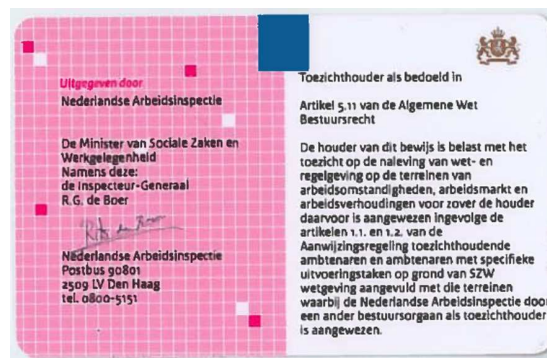 Uitgegeven door
Nederlandse Arbeidsinspectie
De Minister van Sociale Zaken en
Werkgelegenheid
Namens deze:
de Inspecteur-Generaal
R.G. de Boer
Nederlandse Arbeidsinspectie
Postbus 90801
2509 LV Den Haag
tel. 0800-5151
Toezichthouder als bedoeld in
Artikel 5.11 van de Algemene Wet
Bestuursrecht
De houder van dit bewijs is belast met het
toezicht op de naleving van wet- en
regelgeving op de terreinen van
arbeidsomstandigheden, arbeidsmarkt en
arbeidsverhoudingen voor zover de houder
daarvoor is aangewezen ingevolge de
artikelen 1.1. en 1.2. van de
Aanwijzingsregeling toezichthoudende
ambtenaren en ambtenaren met specifieke
uitvoeringstaken op grond van SZW
wetgeving aangevuld met die terreinen
waarbij de Nederlandse Arbeidsinspectie door
een ander bestuursorgaan als toezichthouder
is aangewezen.